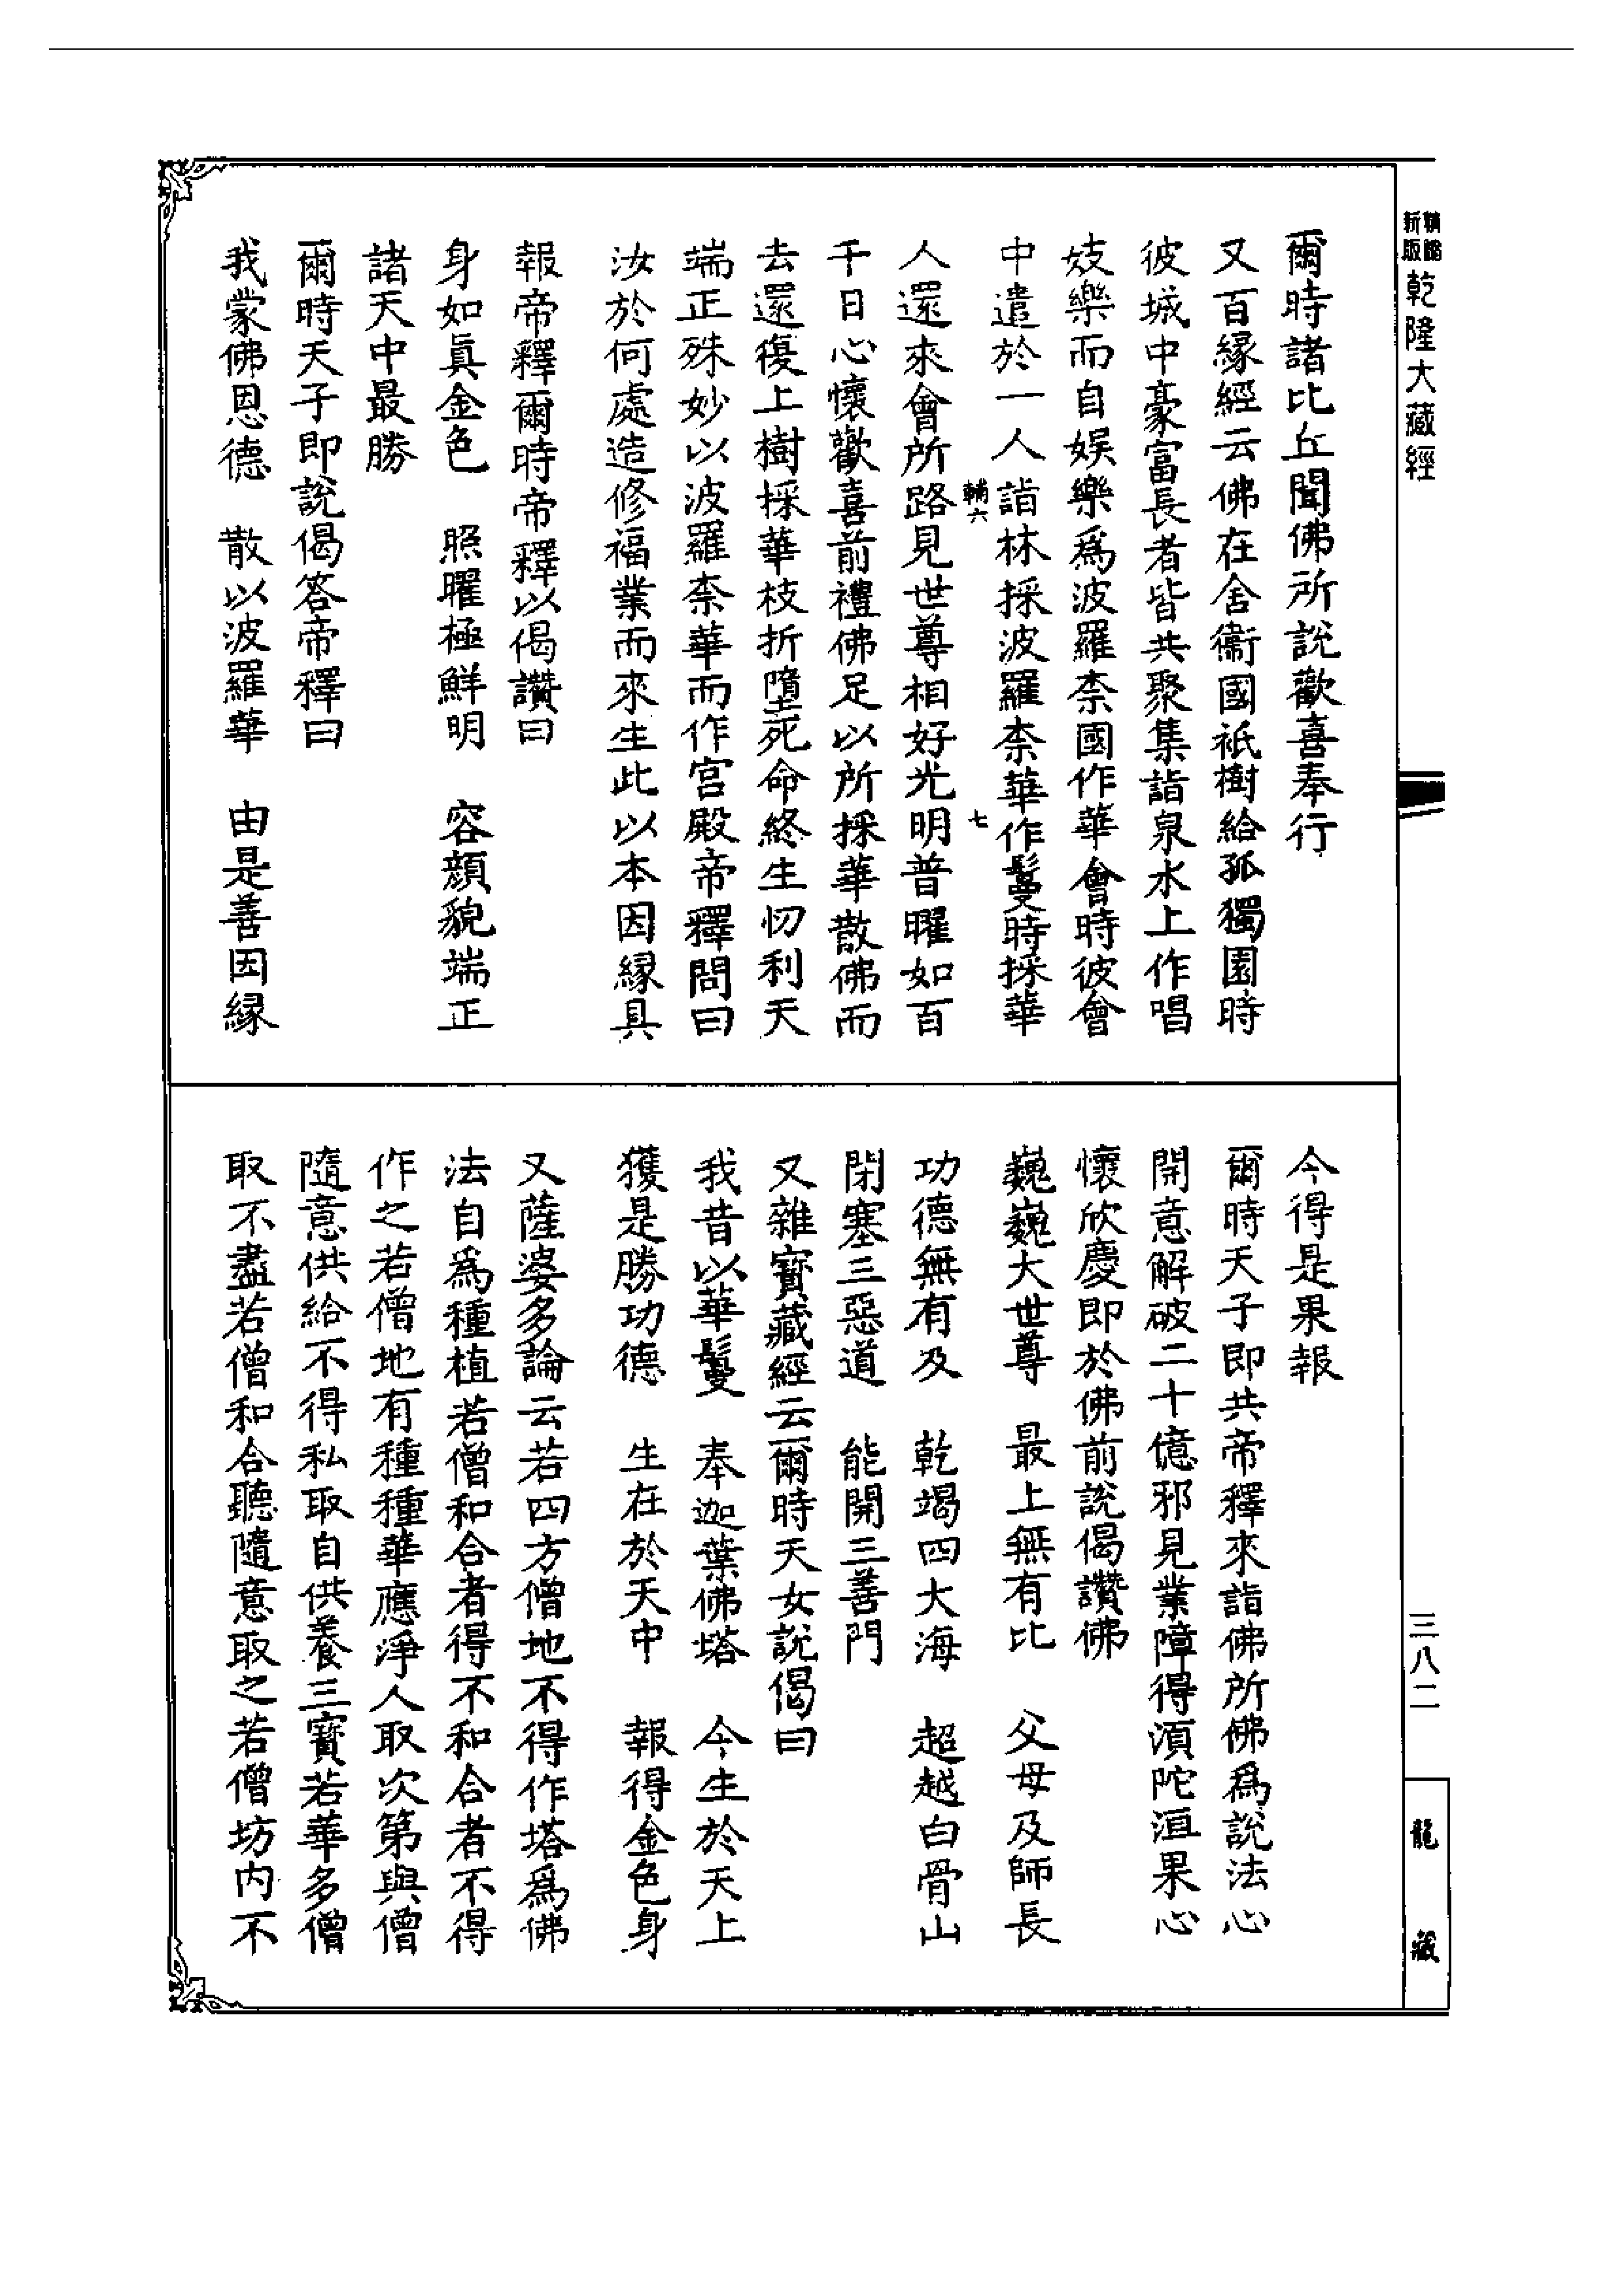 精縮
新版
乾隆大藏經
爾時諸比丘聞佛所說歡喜奉行
又百緣經云佛在舍衞國祇樹給孤獨園時
彼城中豪富長者皆共聚集詣泉水上作唱
妓樂而自娛樂爲波羅柰國作華會時彼會
中遣於一人詣林採波羅柰華作鬘時採華
輔六
七
人還來會所路見世尊相好光明普曜如百
千日心懷歡喜前禮佛足以所採華散佛而
去還復上樹採華枝折墮死命終生忉利天
端正殊妙以波羅柰華而作宮殿帝釋問曰
汝於何處造修福業而來生此以本因緣具
報帝釋爾時帝釋以偈讚曰
身如眞金色　照曜極鮮明　容顏貌端正
諸天中最勝
爾時天子即說偈答帝釋曰
我蒙佛恩德　散以波羅華　由是善因緣
今得是果報
爾時天子即共帝釋來詣佛所佛爲說法心
開意解破二十億邪見業障得湏陀洹果心
懷欣慶即於佛前說偈讚佛
巍巍大世尊　最上無有比　父母及師長
功德無有及　乾竭四大海　超越白骨山
閉塞三惡道　能開三善門
又雜寶藏經云爾時天女說偈曰
我昔以華鬘　奉迦葉佛塔　今生於天上
獲是勝功德　生在於天中　報得金色身
又薩婆多論云若四方僧地不得作塔爲佛
法自爲種植若僧和合者得不和合者不得
作之若僧地有種種華應淨人取次第與僧
隨意供給不得私取自供養三寶若華多僧
取不盡若僧和合聽隨意取之若僧坊内不
三八二
龍藏